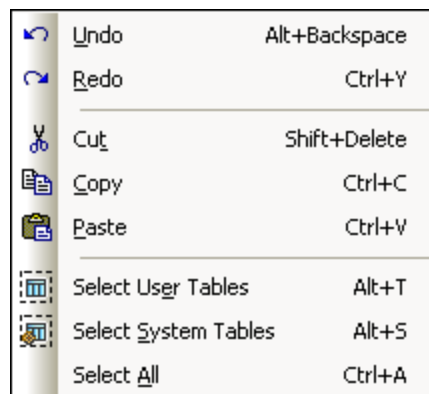 Undo Alt+Backspace
Redo Ctrl+Y
Cut Shift+Delete
Copy Ctrl+C
Paste Ctrl+V
Select User Tables Alt+T
Select System Tables Alt+S
Select All Ctrl+A